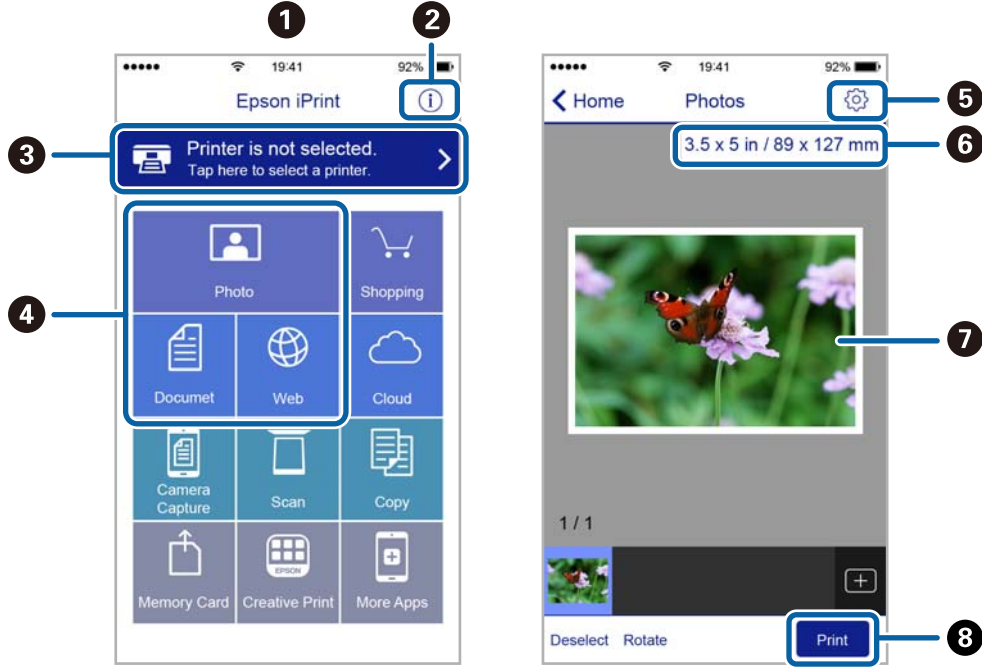 1
2
19:41
92%
Epson iPrint
i
3
Printer is not selected.
Tap here to select a printer.
4
Photo
Shopping
Documet
Web
Cloud
Camera
Capture
Scan
Copy
EPSON
Memory Card
Creative Print
More Apps
19:41
92%
Home
Photos
5
3.5 x 5 in / 89 x 127 mm
6
7
1 / 1
Deselect
Rotate
Print
8